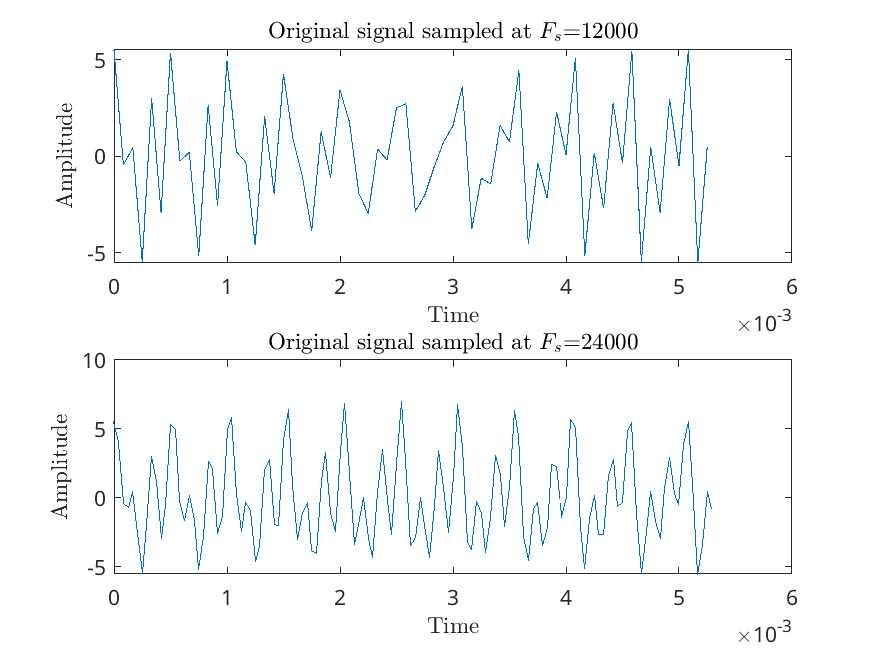 Original signal sampled at F_s=12000
5
0
-5
Amplitude
0 1 2 3 4 5 6
Time
×10^-3
Original signal sampled at F_s=24000
10
5
0
-5
Amplitude
0 1 2 3 4 5 6
Time
×10^-3